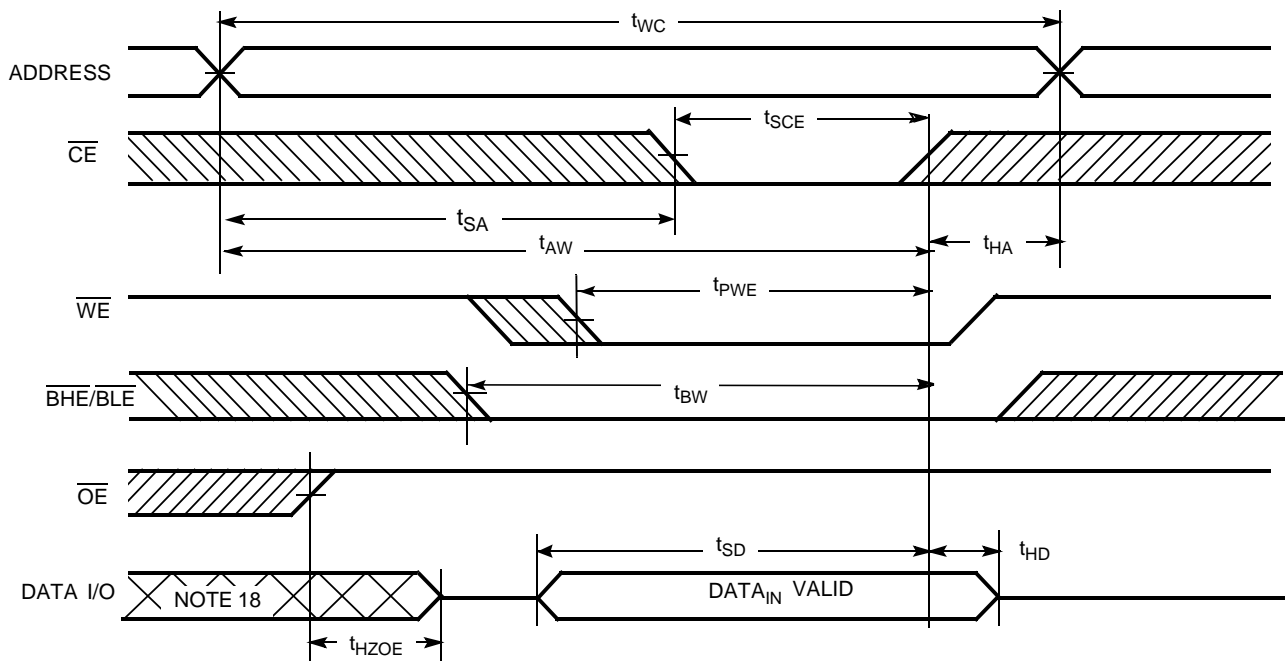 tWC
ADDRESS
tSCE
CE
tSA
tAW
tHA
tPWE
WE
tBW
BHE/BLE
OE
tSD
tHD
DATA I/O
NOTE 18
DATAIN VALID
tHZOE